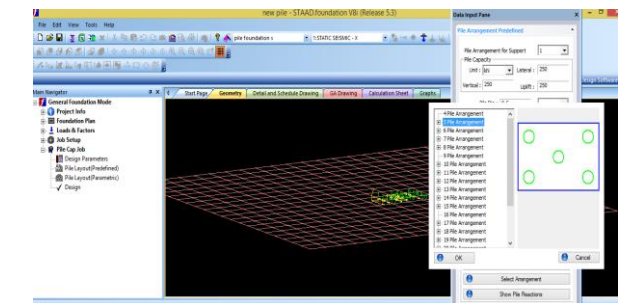 new pile - STAAD.foundation V8i (Release 5.3)
File Edit View Tools Help
pile foundation s
1:STATIC SEISMIC - X
Main Navigator
Start Page
Geometry
Detail and Schedule Drawing
GA Drawing
Calculation Sheet
Graphs
General Foundation Mode
Project Info
Foundation Plan
Loads & Factors
Job Setup
Pile Cap Job
Design Parameters
Pile Layout(Predefined)
Pile Layout(Parametric)
Design
Data Input Pane
Pile Arrangement Predefined
Pile Arrangement for Support 1
Pile Capacity
Unit : kN Lateral : 250
Vertical : 250 Uplift : 250
4 Pile Arrangement
5 Pile Arrangement
6 Pile Arrangement
7 Pile Arrangement
8 Pile Arrangement
9 Pile Arrangement
10 Pile Arrangement
11 Pile Arrangement
12 Pile Arrangement
13 Pile Arrangement
14 Pile Arrangement
15 Pile Arrangement
16 Pile Arrangement
17 Pile Arrangement
18 Pile Arrangement
19 Pile Arrangement
OK
Cancel
Select Arrangement
Show Pile Reactions